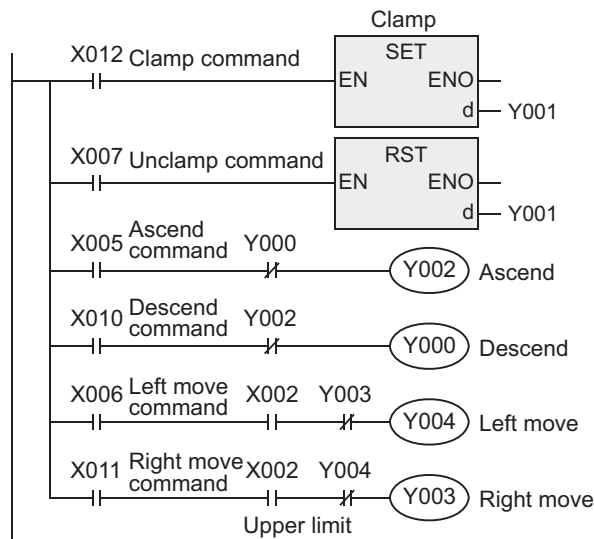 Clamp
X012 Clamp command
SET
EN ENO
d Y001
X007 Unclamp command
RST
EN ENO
d Y001
X005 Ascend command Y000 Y002 Ascend
X010 Descend command Y002 Y000 Descend
X006 Left move command X002 Y003 Y004 Left move
X011 Right move command X002 Y004 Y003 Right move
Upper limit